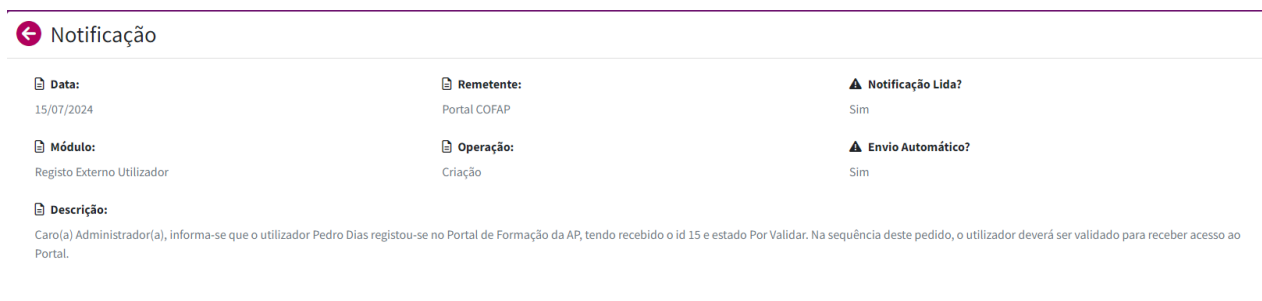 Notificação
Data: Remetente: Notificação Lida?
15/07/2024 Portal COFAP Sim
Módulo: Operação: Envio Automático?
Registo Externo Utilizador Criação Sim
Descrição:
Caro(a) Administrador(a), informa-se que o utilizador Pedro Dias registou-se no Portal de Formação da AP, tendo recebido o id 15 e estado Por Validar. Na sequência deste pedido, o utilizador deverá ser validado para receber acesso ao
Portal.